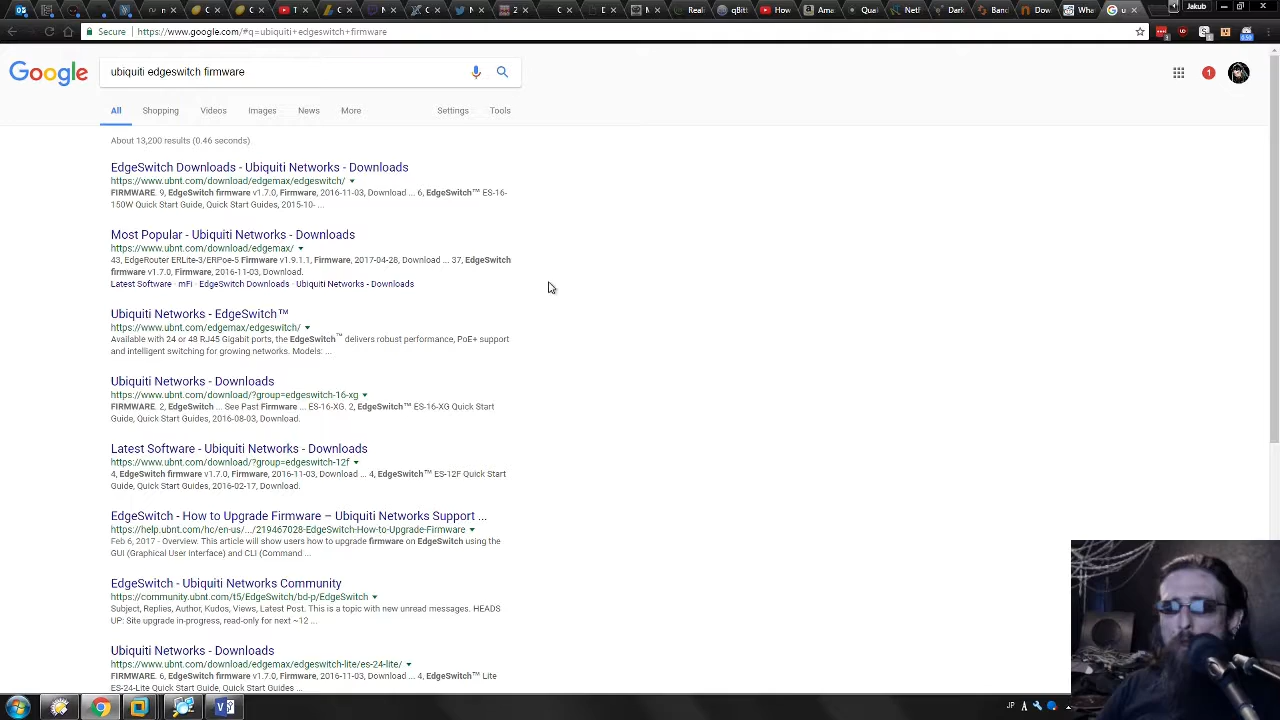 C
C
T
C
N
C
N
2
C
D
M
Reale
qBitt
How
Ama
Qual
NetF
Dark
Band
Dow
Wha
u
Jakub
Secure
https://www.google.com/#q=ubiquiti+edgeswitch+firmware
Google
ubiquiti edgeswitch firmware
1
All Shopping Videos Images News More Settings Tools
About 13,200 results (0.46 seconds)
EdgeSwitch Downloads - Ubiquiti Networks - Downloads
https://www.ubnt.com/download/edgemax/edgeswitch/
FIRMWARE. 9, EdgeSwitch firmware v1.7.0, Firmware, 2016-11-03, Download ... 6, EdgeSwitch™ ES-16-
150W Quick Start Guide, Quick Start Guides, 2015-10- ...
Most Popular - Ubiquiti Networks - Downloads
https://www.ubnt.com/download/edgemax/
43, EdgeRouter ERLite-3/ERPoe-5 Firmware v1.9.1.1, Firmware, 2017-04-28, Download ... 37, EdgeSwitch
firmware v1.7.0, Firmware, 2016-11-03, Download.
Latest Software · mFi · EdgeSwitch Downloads · Ubiquiti Networks - Downloads
Ubiquiti Networks - EdgeSwitch™
https://www.ubnt.com/edgemax/edgeswitch/
Available with 24 or 48 RJ45 Gigabit ports, the EdgeSwitch™ delivers robust performance, PoE+ support
and intelligent switching for growing networks. Models: ...
Ubiquiti Networks - Downloads
https://www.ubnt.com/download/?group=edgeswitch-16-xg
FIRMWARE. 2, EdgeSwitch ... See Past Firmware ... ES-16-XG. 2, EdgeSwitch™ ES-16-XG Quick Start
Guide, Quick Start Guides, 2016-08-03, Download.
Latest Software - Ubiquiti Networks - Downloads
https://www.ubnt.com/download/?group=edgeswitch-12f
4, EdgeSwitch firmware v1.7.0, Firmware, 2016-11-03, Download ... 4, EdgeSwitch™ ES-12F Quick Start
Guide, Quick Start Guides, 2016-02-17, Download.
EdgeSwitch - How to Upgrade Firmware – Ubiquiti Networks Support ...
https://help.ubnt.com/hc/en-us/.../219467028-EdgeSwitch-How-to-Upgrade-Firmware
Feb 6, 2017 - Overview. This article will show users how to upgrade firmware on EdgeSwitch using the
GUI (Graphical User Interface) and CLI (Command ...
EdgeSwitch - Ubiquiti Networks Community
https://community.ubnt.com/t5/EdgeSwitch/bd-p/EdgeSwitch
Subject, Replies, Author, Kudos, Views, Latest Post. This is a topic with new unread messages. HEADS
UP: Site upgrade in-progress, read-only for next ~12 ...
Ubiquiti Networks - Downloads
https://www.ubnt.com/download/edgemax/edgeswitch-lite/es-24-lite/
FIRMWARE. 6, EdgeSwitch firmware v1.7.0, Firmware, 2016-11-03, Download ... 4, EdgeSwitch™ Lite
ES-24-Lite Quick Start Guide, Quick Start Guides ...
JP